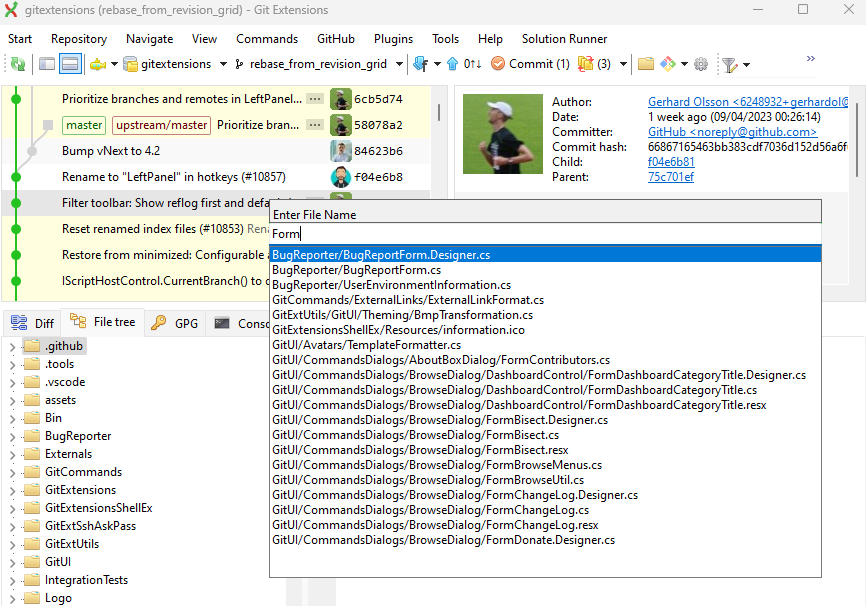 gitextensions (rebase_from_revision_grid) - Git Extensions
Start Repository Navigate View Commands GitHub Plugins Tools Help Solution Runner
gitextensions rebase_from_revision_grid 0↑↓ Commit (1) (3) »
Prioritize branches and remotes in LeftPanel... 6cb5d74
master upstream/master Prioritize bran... 58078a2
Bump vNext to 4.2 84623b6
Rename to "LeftPanel" in hotkeys (#10857) f04e6b8
Filter toolbar: Show reflog first and
Reset renamed index files (#10853)
Restore from minimized: Configurable
IScriptHostControl.CurrentBranch() to
Author: Gerhard Olsson <6248932+gerhardol@
Date: 1 week ago (09/04/2023 00:26:14)
Committer: GitHub <noreply@github.com>
Commit hash: 66867165463bb383cdf7036d152d56a6f
Child: f04e6b81
Parent: 75c701ef
Enter File Name
Form
BugReporter/BugReportForm.Designer.cs
BugReporter/BugReportForm.cs
BugReporter/UserEnvironmentInformation.cs
GitCommands/ExternalLinks/ExternalLinkFormat.cs
GitExtUtils/GitUI/Theming/BmpTransformation.cs
GitExtensionsShellEx/Resources/information.ico
GitUI/Avatars/TemplateFormatter.cs
GitUI/CommandsDialogs/AboutBoxDialog/FormContributors.cs
GitUI/CommandsDialogs/BrowseDialog/DashboardControl/FormDashboardCategoryTitle.Designer.cs
GitUI/CommandsDialogs/BrowseDialog/DashboardControl/FormDashboardCategoryTitle.cs
GitUI/CommandsDialogs/BrowseDialog/DashboardControl/FormDashboardCategoryTitle.resx
GitUI/CommandsDialogs/BrowseDialog/FormBisect.Designer.cs
GitUI/CommandsDialogs/BrowseDialog/FormBisect.cs
GitUI/CommandsDialogs/BrowseDialog/FormBisect.resx
GitUI/CommandsDialogs/BrowseDialog/FormBrowseMenus.cs
GitUI/CommandsDialogs/BrowseDialog/FormBrowseUtil.cs
GitUI/CommandsDialogs/BrowseDialog/FormChangeLog.Designer.cs
GitUI/CommandsDialogs/BrowseDialog/FormChangeLog.cs
GitUI/CommandsDialogs/BrowseDialog/FormChangeLog.resx
GitUI/CommandsDialogs/BrowseDialog/FormDonate.Designer.cs
Diff File tree GPG Conso
.github
.tools
.vscode
assets
Bin
BugReporter
Externals
GitCommands
GitExtensions
GitExtensionsShellEx
GitExtSshAskPass
GitExtUtils
GitUI
IntegrationTests
Logo